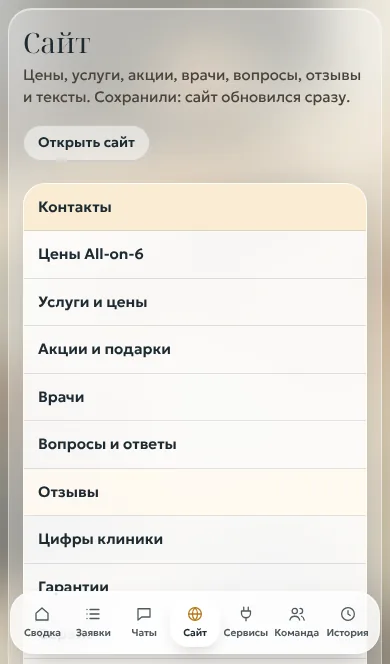 Сайт
Цены, услуги, акции, врачи, вопросы, отзывы
и тексты. Сохранили: сайт обновился сразу.
Открыть сайт
Контакты
Цены All-on-6
Услуги и цены
Акции и подарки
Врачи
Вопросы и ответы
Отзывы
Цифры клиники
Гарантии
Сводка Заявки Чаты Сайт Сервисы Команда История